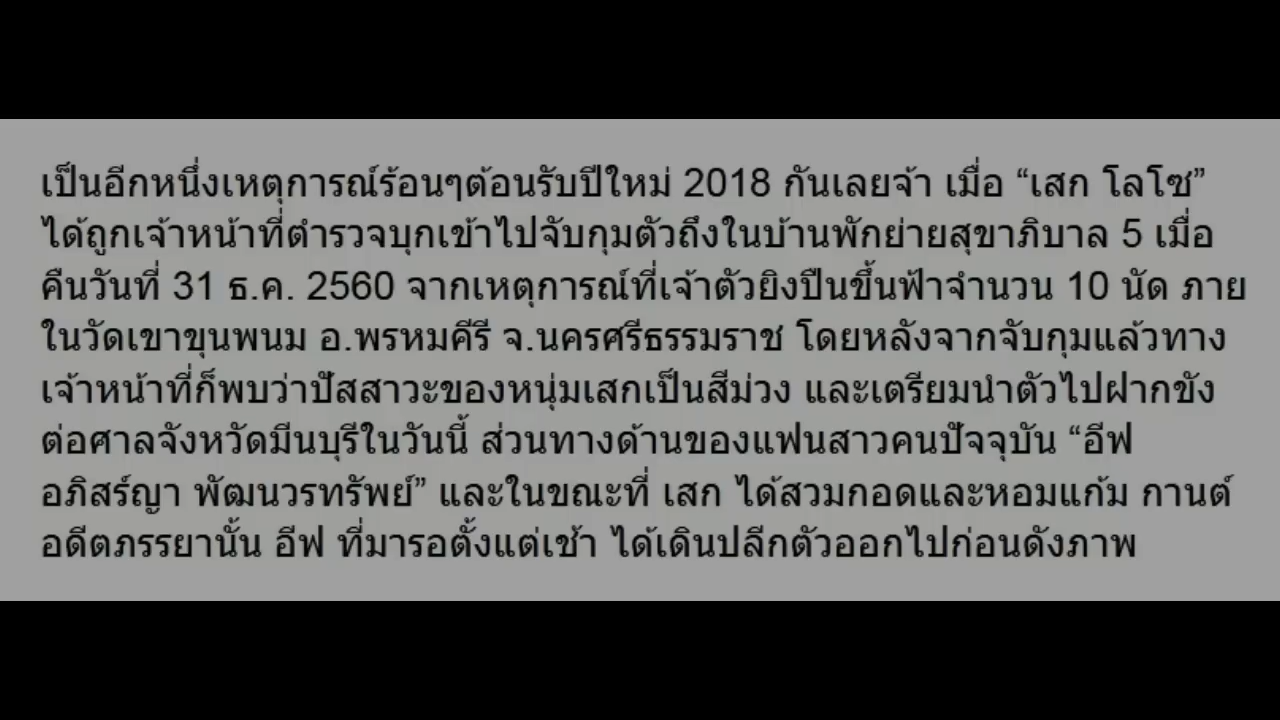 เป็นอีกหนึ่งเหตุการณ์ร้อนๆต้อนรับปีใหม่ 2018 กันเลยจ้า เมื่อ “เสก โลโซ”
ได้ถูกเจ้าหน้าที่ตำรวจบุกเข้าไปจับกุมตัวถึงในบ้านพักย่ายสุขาภิบาล 5 เมื่อ
คืนวันที่ 31 ธ.ค. 2560 จากเหตุการณ์ที่เจ้าตัวยิงปืนขึ้นฟ้าจำนวน 10 นัด ภาย
ในวัดเขาขุนพนม อ.พรหมคีรี จ.นครศรีธรรมราช โดยหลังจากจับกุมแล้วทาง
เจ้าหน้าที่ก็พบว่าปัสสาวะของหนุ่มเสกเป็นสีม่วง และเตรียมนำตัวไปฝากขัง
ต่อศาลจังหวัดมีนบุรีในวันนี้ ส่วนทางด้านของแฟนสาวคนปัจจุบัน “อีฟ
อภิสร์ญา พัฒนวรทรัพย์” และในขณะที่ เสก ได้สวมกอดและหอมแก้ม กานต์
อดีตภรรยานั้น อีฟ ที่มารอตั้งแต่เช้า ได้เดินปลีกตัวออกไปก่อนดังภาพ